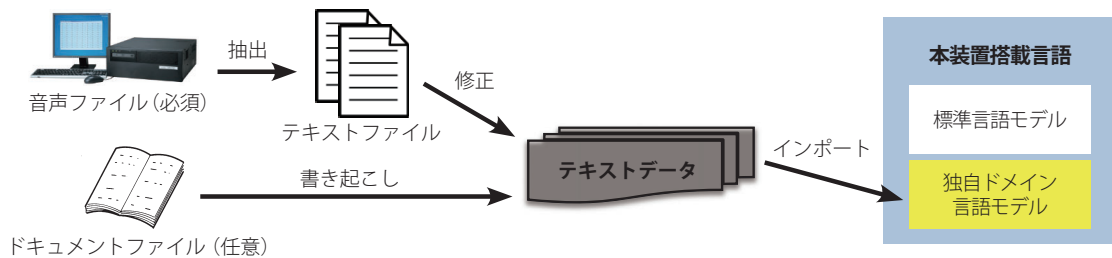 抽出
音声ファイル（必須）
テキストファイル
修正
書き起こし
ドキュメントファイル（任意）
テキストデータ
インポート
本装置搭載言語
標準言語モデル
独自ドメイン
言語モデル